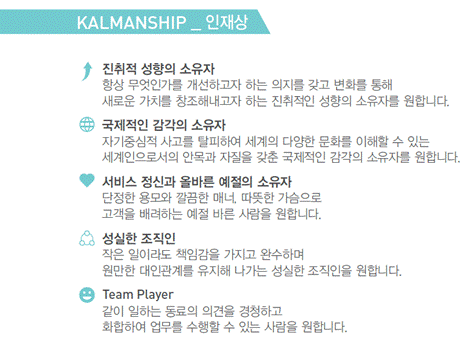 KALMANSHIP _ 인재상
진취적 성향의 소유자
항상 무엇인가를 개선하고자 하는 의지를 갖고 변화를 통해
새로운 가치를 창조해내고자 하는 진취적인 성향의 소유자를 원합니다.
국제적인 감각의 소유자
자기중심적 사고를 탈피하여 세계의 다양한 문화를 이해할 수 있는
세계인으로서의 안목과 자질을 갖춘 국제적인 감각의 소유자를 원합니다.
서비스 정신과 올바른 예절의 소유자
단정한 용모와 깔끔한 매너, 따뜻한 가슴으로
고객을 배려하는 예절 바른 사람을 원합니다.
성실한 조직인
작은 일이라도 책임감을 가지고 완수하며
원만한 대인관계를 유지해 나가는 성실한 조직인을 원합니다.
Team Player
같이 일하는 동료의 의견을 경청하고
화합하여 업무를 수행할 수 있는 사람을 원합니다.